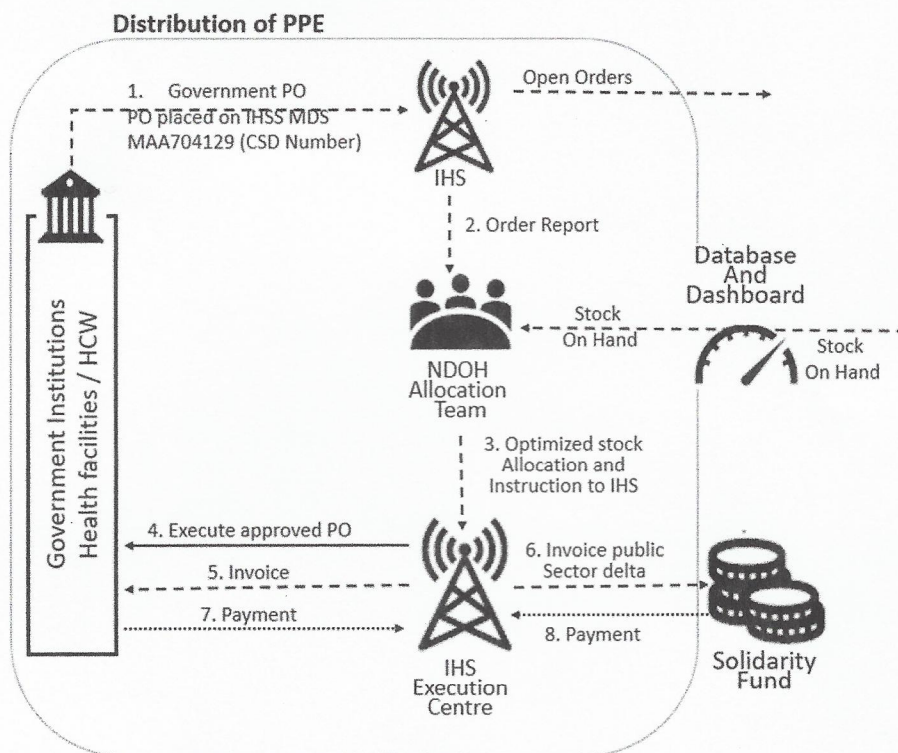 Distribution of PPE
1. Government PO
PO placed on IHSS MDS
MAA704129 (CSD Number)
Open Orders
IHS
2. Order Report
Database
And
Dashboard
Stock
On Hand
Stock
On Hand
NDOH
Allocation
Team
Government Institutions
Health facilities / HCW
3. Optimized stock
Allocation and
Instruction to IHS
4. Execute approved PO
5. Invoice
6. Invoice public
Sector delta
7. Payment
8. Payment
IHS
Execution
Centre
Solidarity
Fund